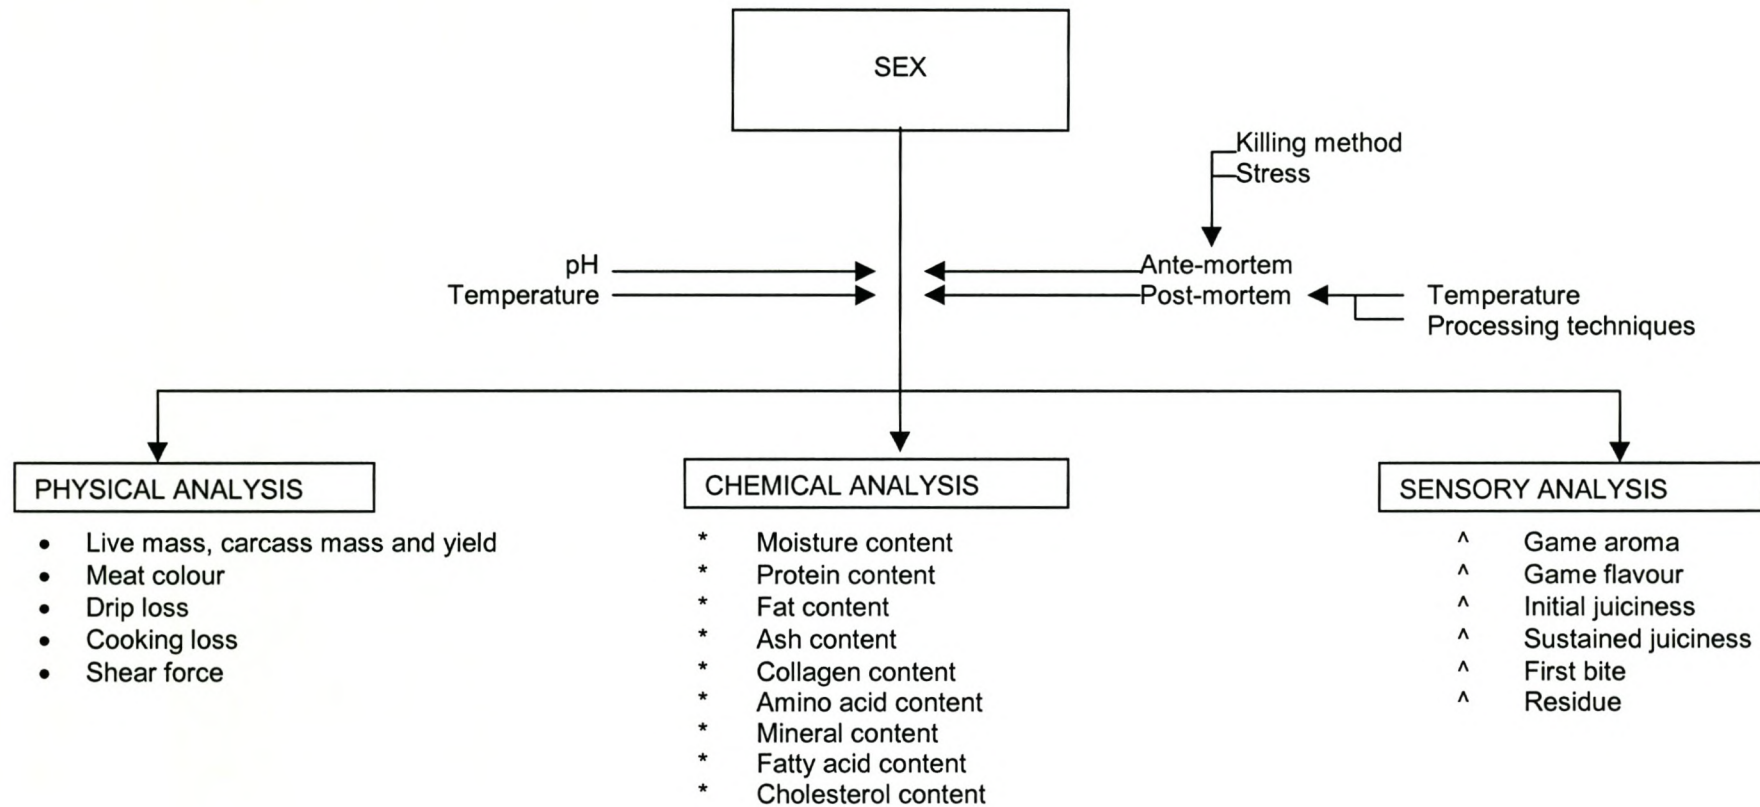 SEX
Killing method
Stress
pH
Temperature
Ante-mortem
Post-mortem
Temperature
Processing techniques
PHYSICAL ANALYSIS
• Live mass, carcass mass and yield
• Meat colour
• Drip loss
• Cooking loss
• Shear force
CHEMICAL ANALYSIS
* Moisture content
* Protein content
* Fat content
* Ash content
* Collagen content
* Amino acid content
* Mineral content
* Fatty acid content
* Cholesterol content
SENSORY ANALYSIS
^ Game aroma
^ Game flavour
^ Initial juiciness
^ Sustained juiciness
^ First bite
^ Residue